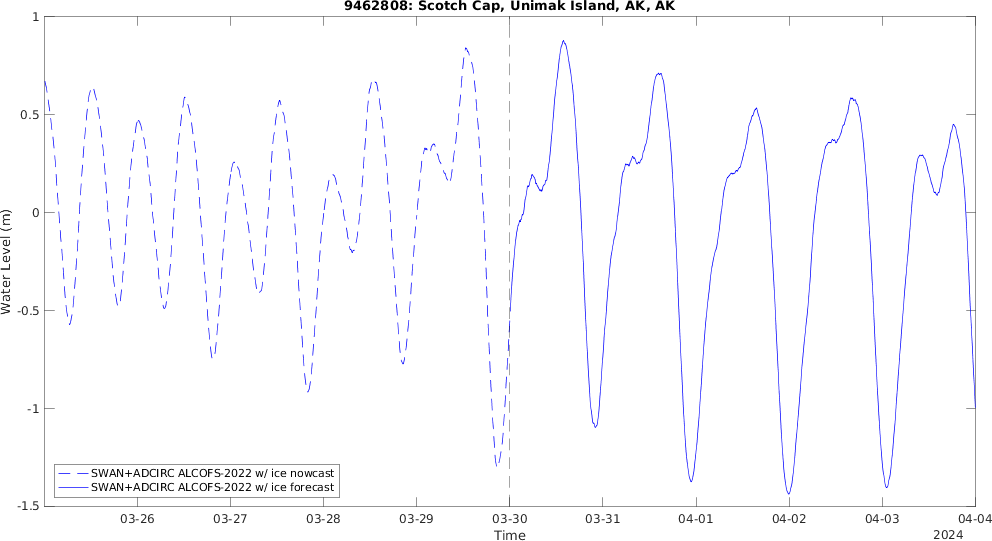 9462808: Scotch Cap, Unimak Island, AK, AK
Water Level (m)
1
0.5
0
-0.5
-1
-1.5
SWAN+ADCIRC ALCOFS-2022 w/ ice nowcast
SWAN+ADCIRC ALCOFS-2022 w/ ice forecast
03-26 03-27 03-28 03-29 03-30 03-31 04-01 04-02 04-03 04-04
Time
2024